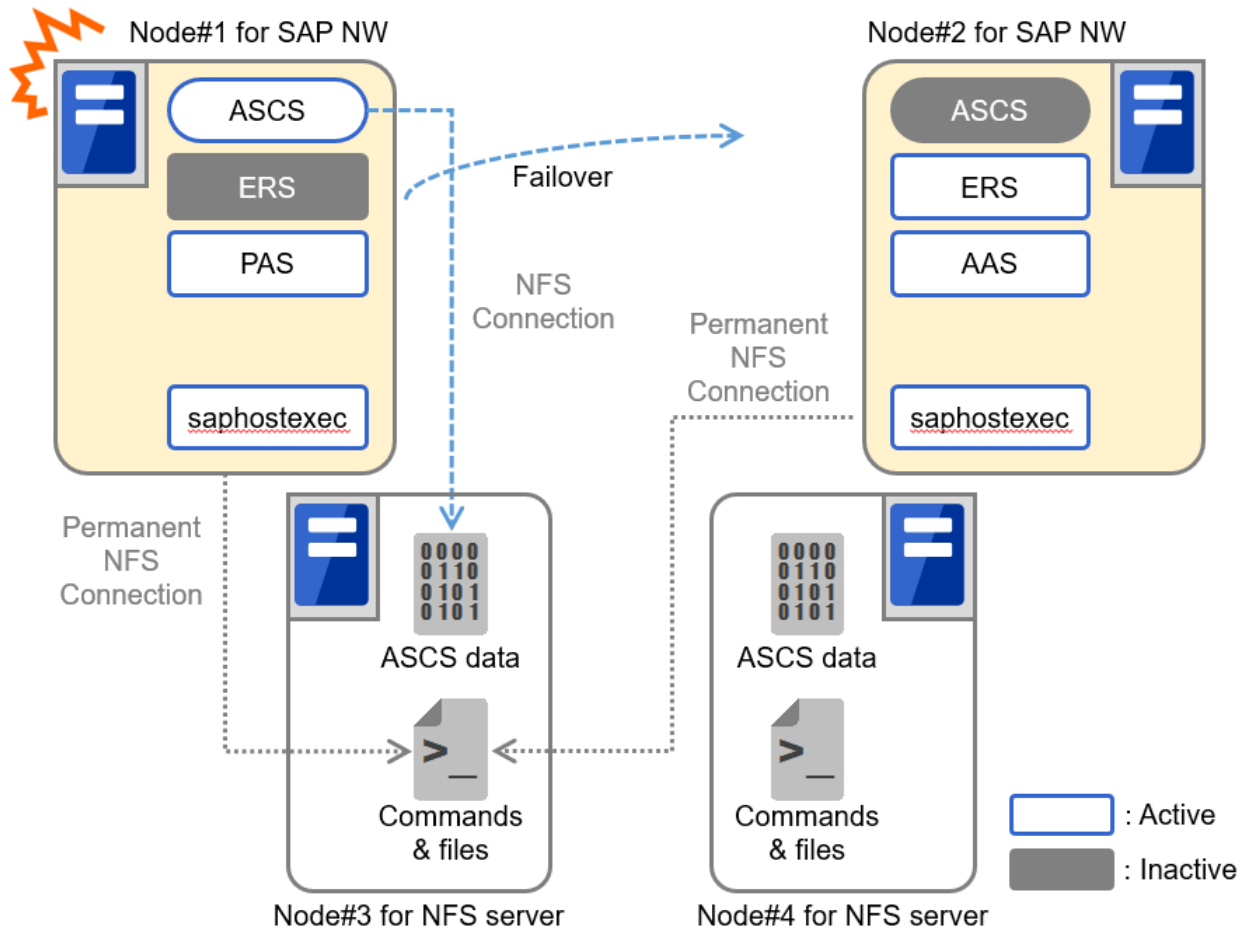 Node#1 for SAP NW
Node#2 for SAP NW
ASCS
ERS
PAS
saphostexec
Failover
NFS
Connection
ASCS
ERS
AAS
saphostexec
Permanent
NFS
Connection
Permanent
NFS
Connection
0000
0110
0101
0101
ASCS data
>_
Commands
& files
Node#3 for NFS server
0000
0110
0101
0101
ASCS data
>_
Commands
& files
Node#4 for NFS server
: Active
: Inactive